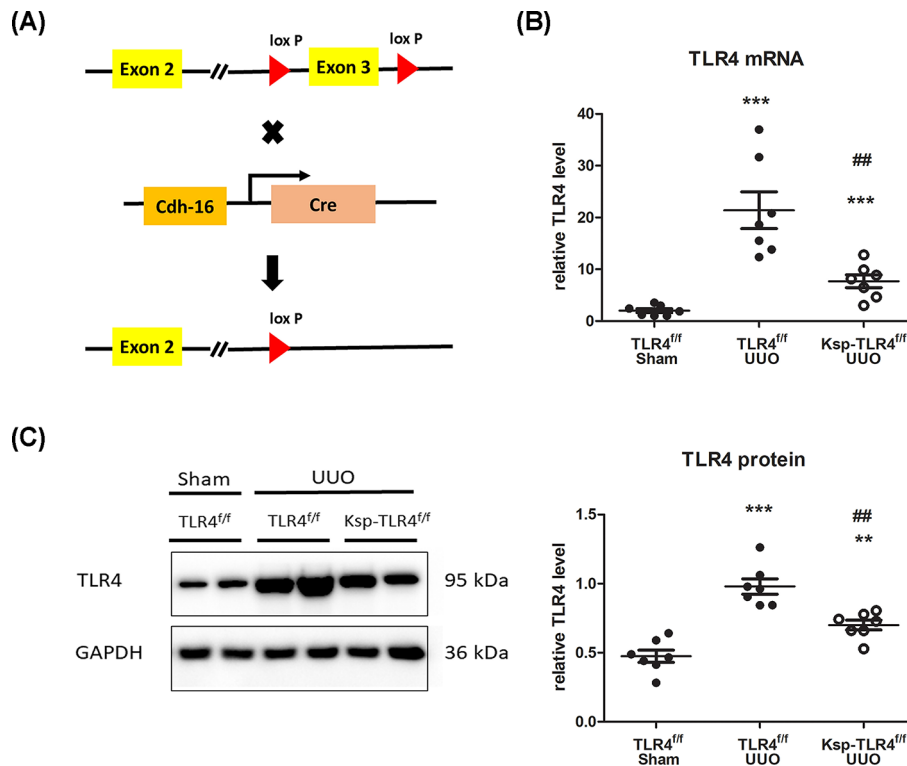 (A)
lox P lox P
Exon 2 Exon 3
Cdh-16 Cre
lox P
Exon 2
(B)
TLR4 mRNA
relative TLR4 level
40
30
20
10
0
***
##
***
TLR4f/f TLR4f/f Ksp-TLR4f/f
Sham UUO UUO
(C)
Sham UUO
TLR4f/f TLR4f/f Ksp-TLR4f/f
TLR4 95 kDa
GAPDH 36 kDa
TLR4 protein
relative TLR4 level
1.5
1.0
0.5
0.0
***
##
**
TLR4f/f TLR4f/f Ksp-TLR4f/f
Sham UUO UUO